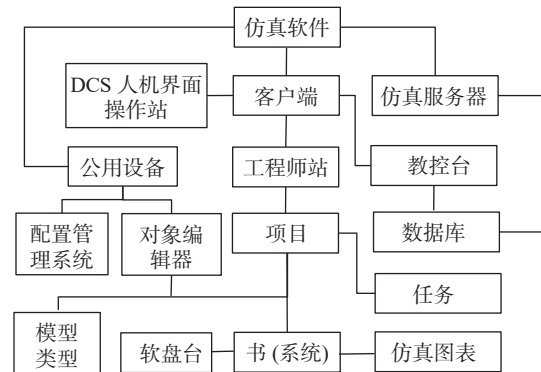 仿真软件
DCS 人机界面
操作站
客户端
仿真服务器
公用设备
工程师站
教控台
配置管
理系统
对象编
辑器
项目
数据库
任务
模型
类型
软盘台
书 (系统)
仿真图表